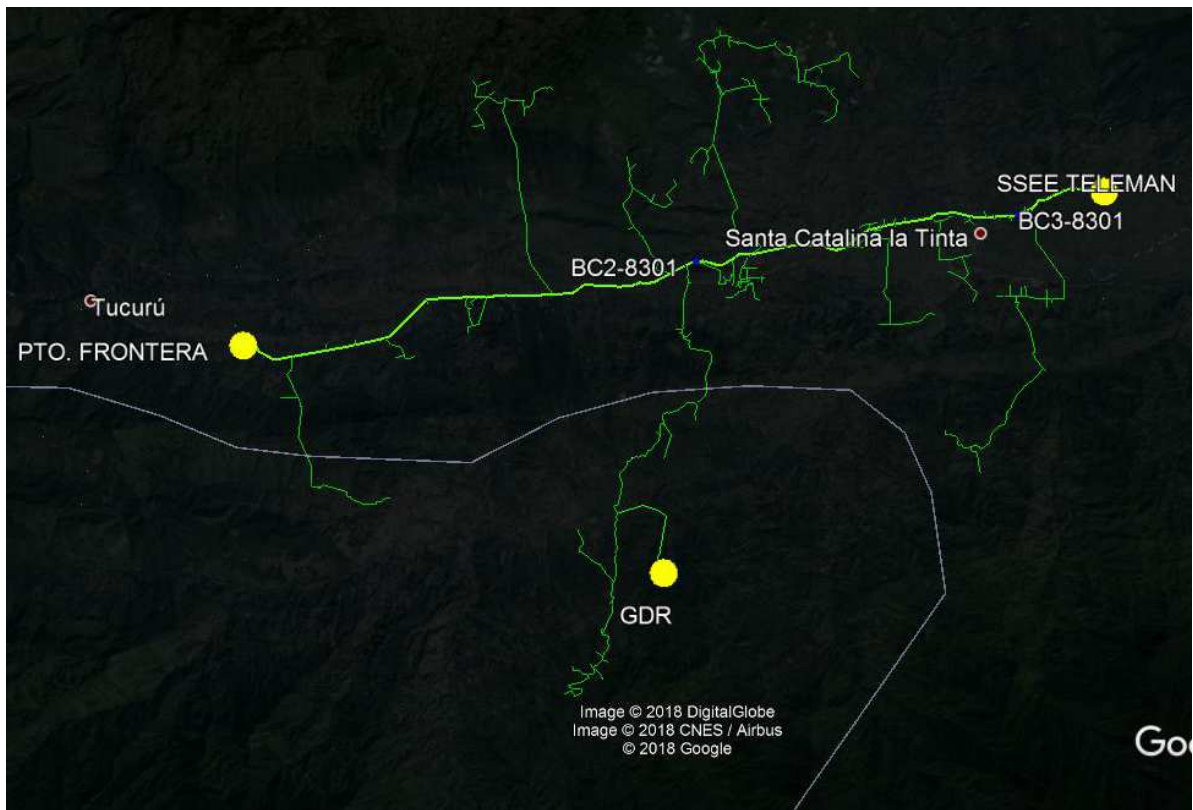 SSEE TELEMAN
BC3-8301
Santa Catalina la Tinta
BC2-8301
Tucurú
PTO. FRONTERA
GDR
Image © 2018 DigitalGlobe
Image © 2018 CNES / Airbus
© 2018 Google
Goo